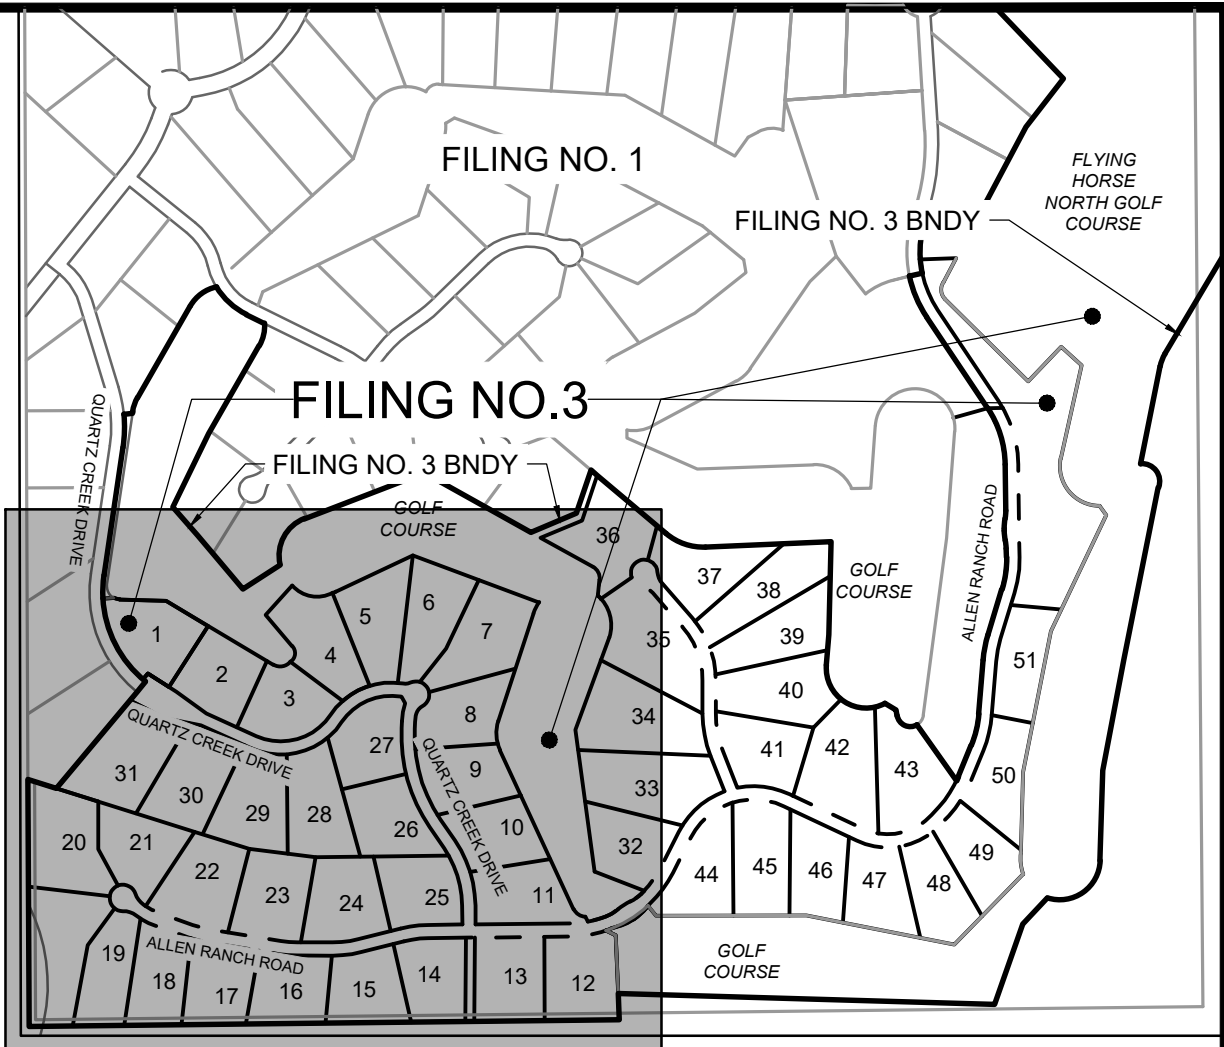 FILING NO. 1
FLYING
HORSE
NORTH GOLF
COURSE
FILING NO. 3 BNDY
FILING NO.3
QUARTZ CREEK DRIVE
FILING NO. 3 BNDY
GOLF
COURSE
ALLEN RANCH ROAD
36
37
38
GOLF
COURSE
5
6
7
1
35
39
4
51
2
3
40
8
34
QUARTZ CREEK DRIVE
27
QUARTZ CREEK DRIVE
41
42
31
9
43
50
30
33
29
28
26
10
20
21
32
49
22
44
45
46
47
48
23
24
25
11
19
ALLEN RANCH ROAD
GOLF
COURSE
18
17
16
15
14
13
12